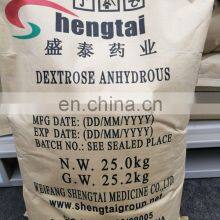 hengtai
盛泰药业
DEXTROSE ANHYDROUS
MFG DATE: (DD/MM/YYYY)
EXP DATE: (DD/MM/YYYY)
BATCH NO.: SEE SEALED PLACE
N.W. 25.0kg
G.W. 25.2kg
WEIFANG SHENGTAI MEDICINE CO.,LTD.
www.shengtaigroup.net